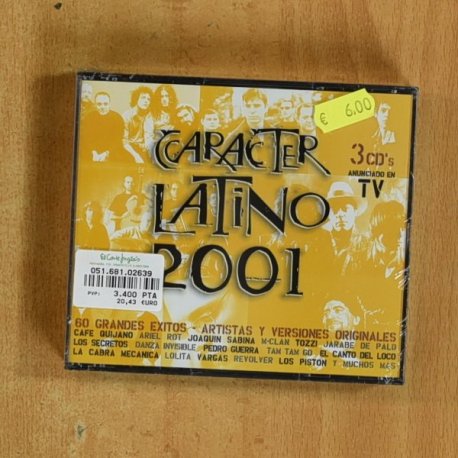 € 6.00
CARACTER
LATINO
2001
3 CD's
ANUNCIADO EN
TV
El Corte Inglés
051.681.02639
PVP: 3.400 PTA
20,43 €URO
60 GRANDES EXITOS - ARTISTAS Y VERSIONES ORIGINALES
CAFE QUIJANO ARIEL ROT JOAQUIN SABINA M-CLAN TOZZI JARABE DE PALO
LOS SECRETOS DANZA INVISIBLE PEDRO GUERRA TAM TAM GO EL CANTO DEL LOCO
LA CABRA MECANICA LOLITA VARGAS REVOLVER LOS PISTON Y MUCHOS MAS